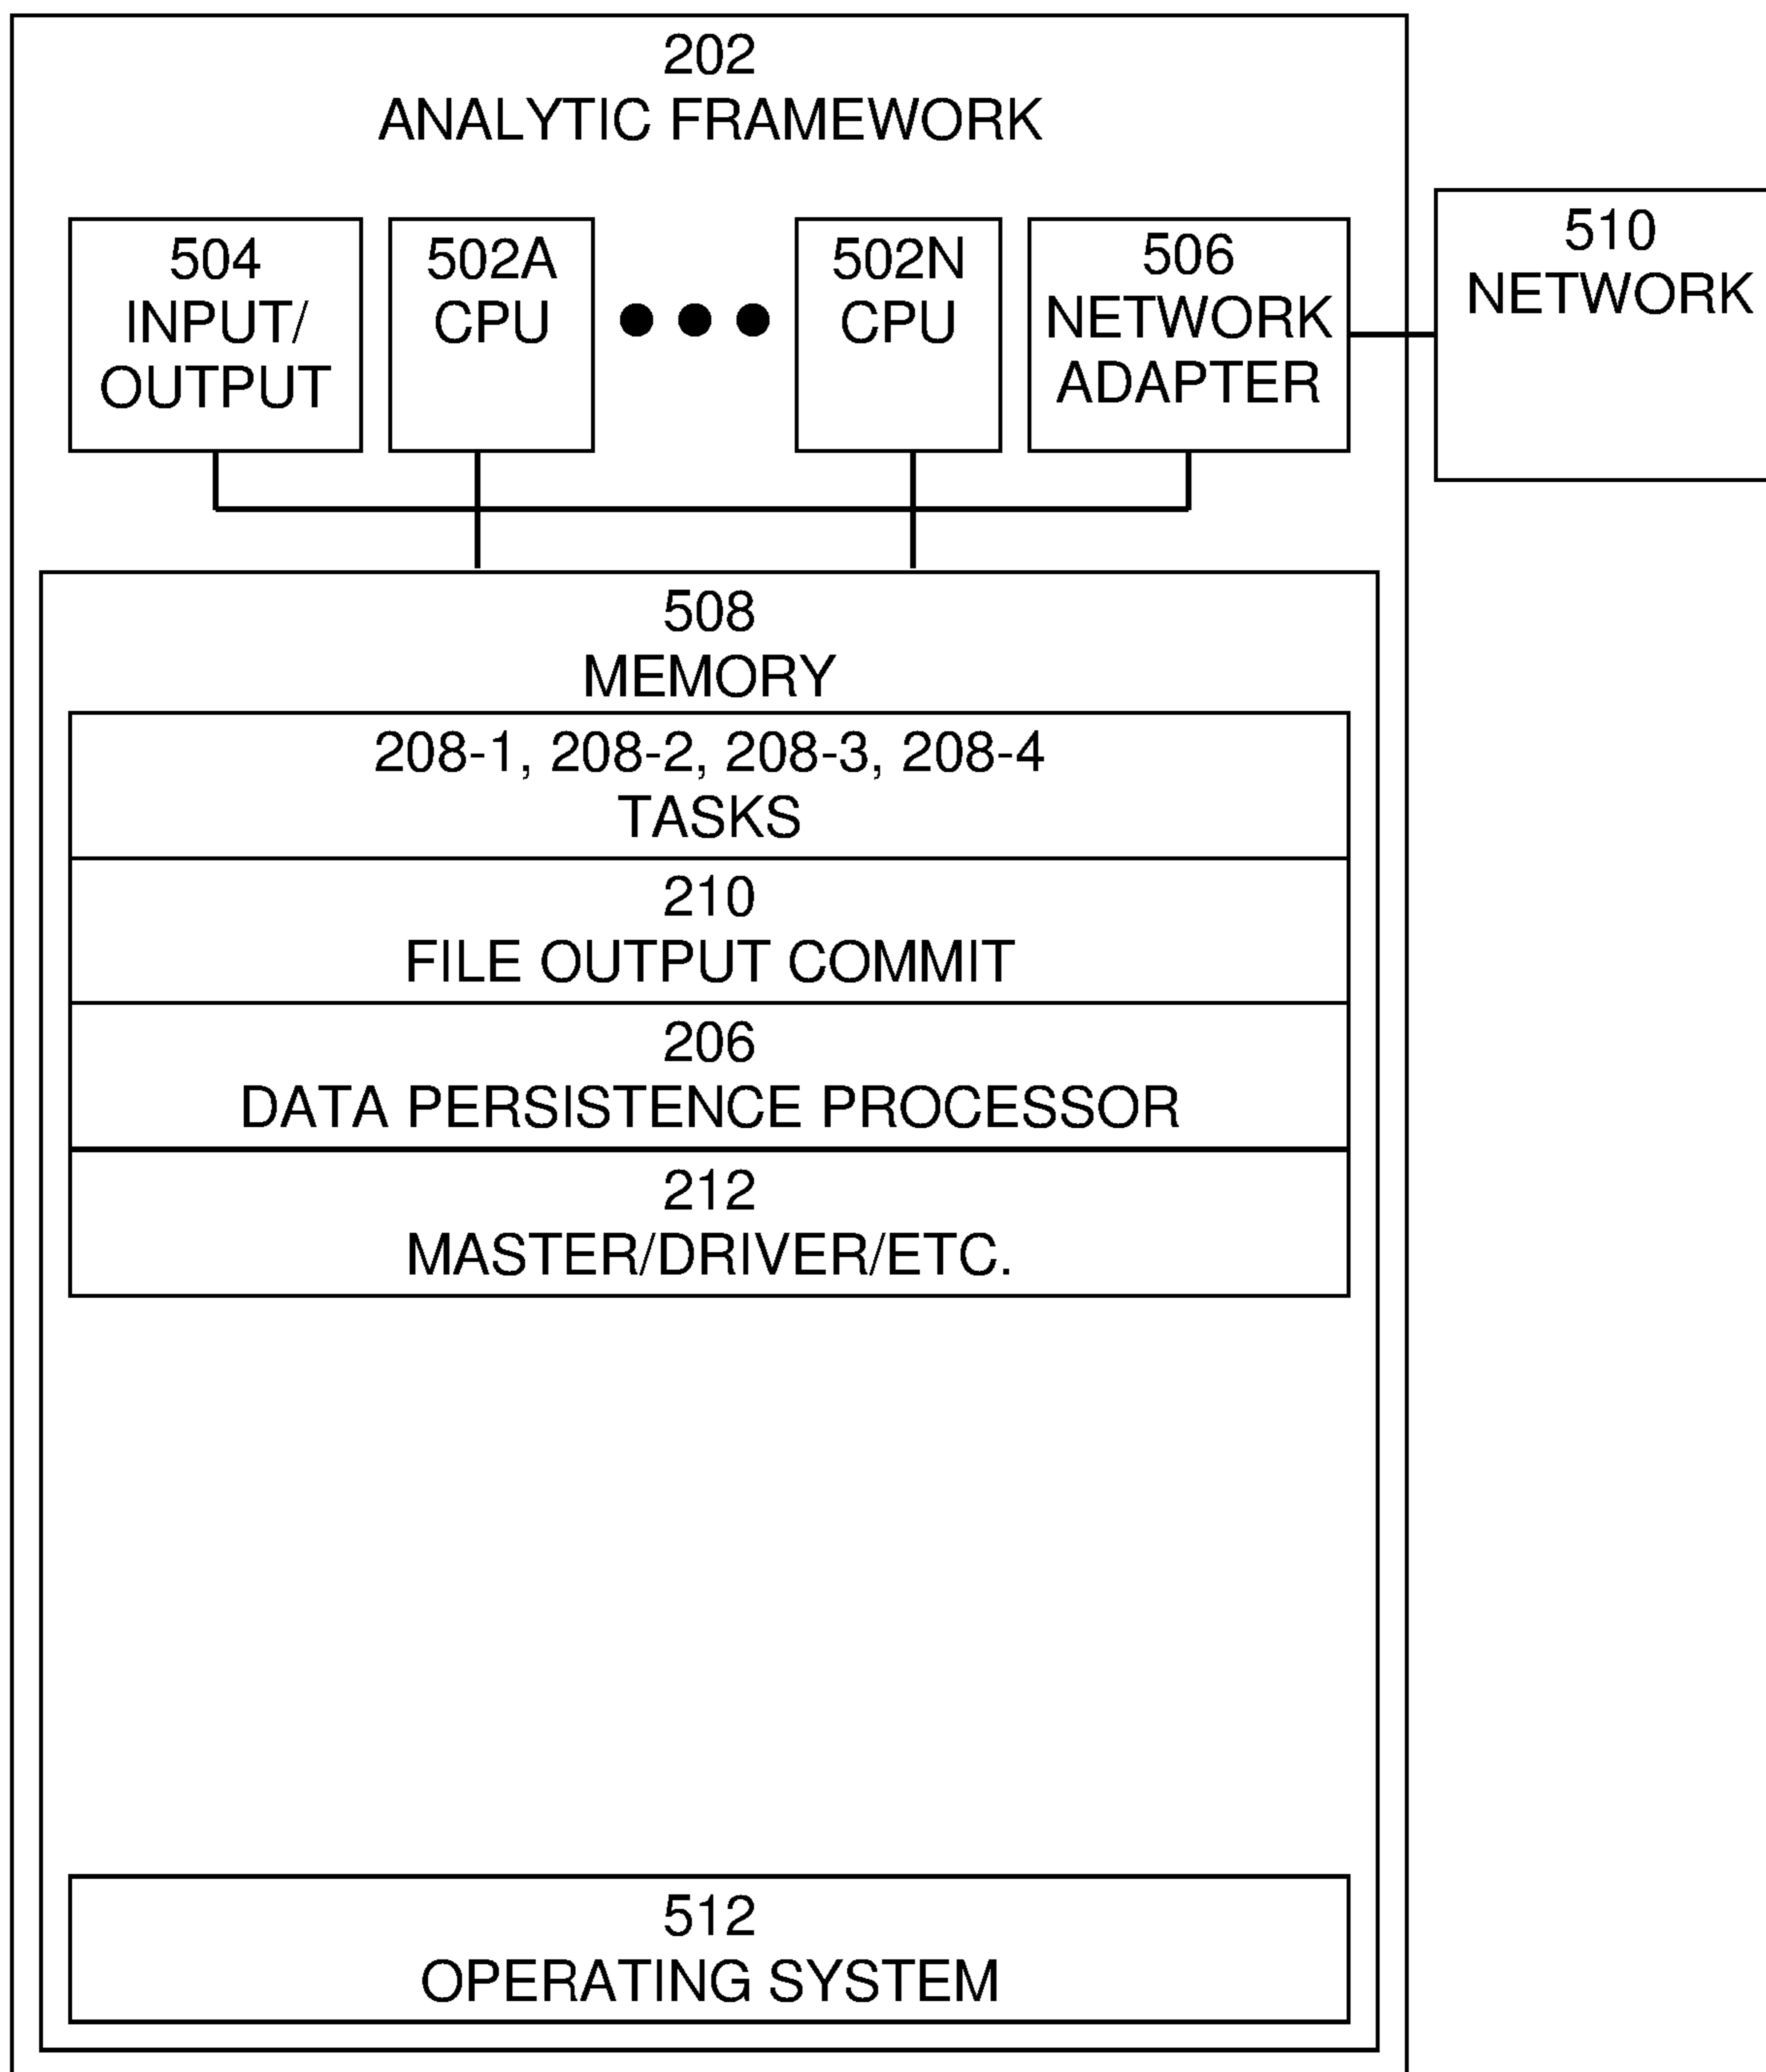 202
ANALYTIC FRAMEWORK
504
INPUT/
OUTPUT
502A
CPU
502N
CPU
506
NETWORK
ADAPTER
510
NETWORK
508
MEMORY
208-1, 208-2, 208-3, 208-4
TASKS
210
FILE OUTPUT COMMIT
206
DATA PERSISTENCE PROCESSOR
212
MASTER/DRIVER/ETC.
512
OPERATING SYSTEM